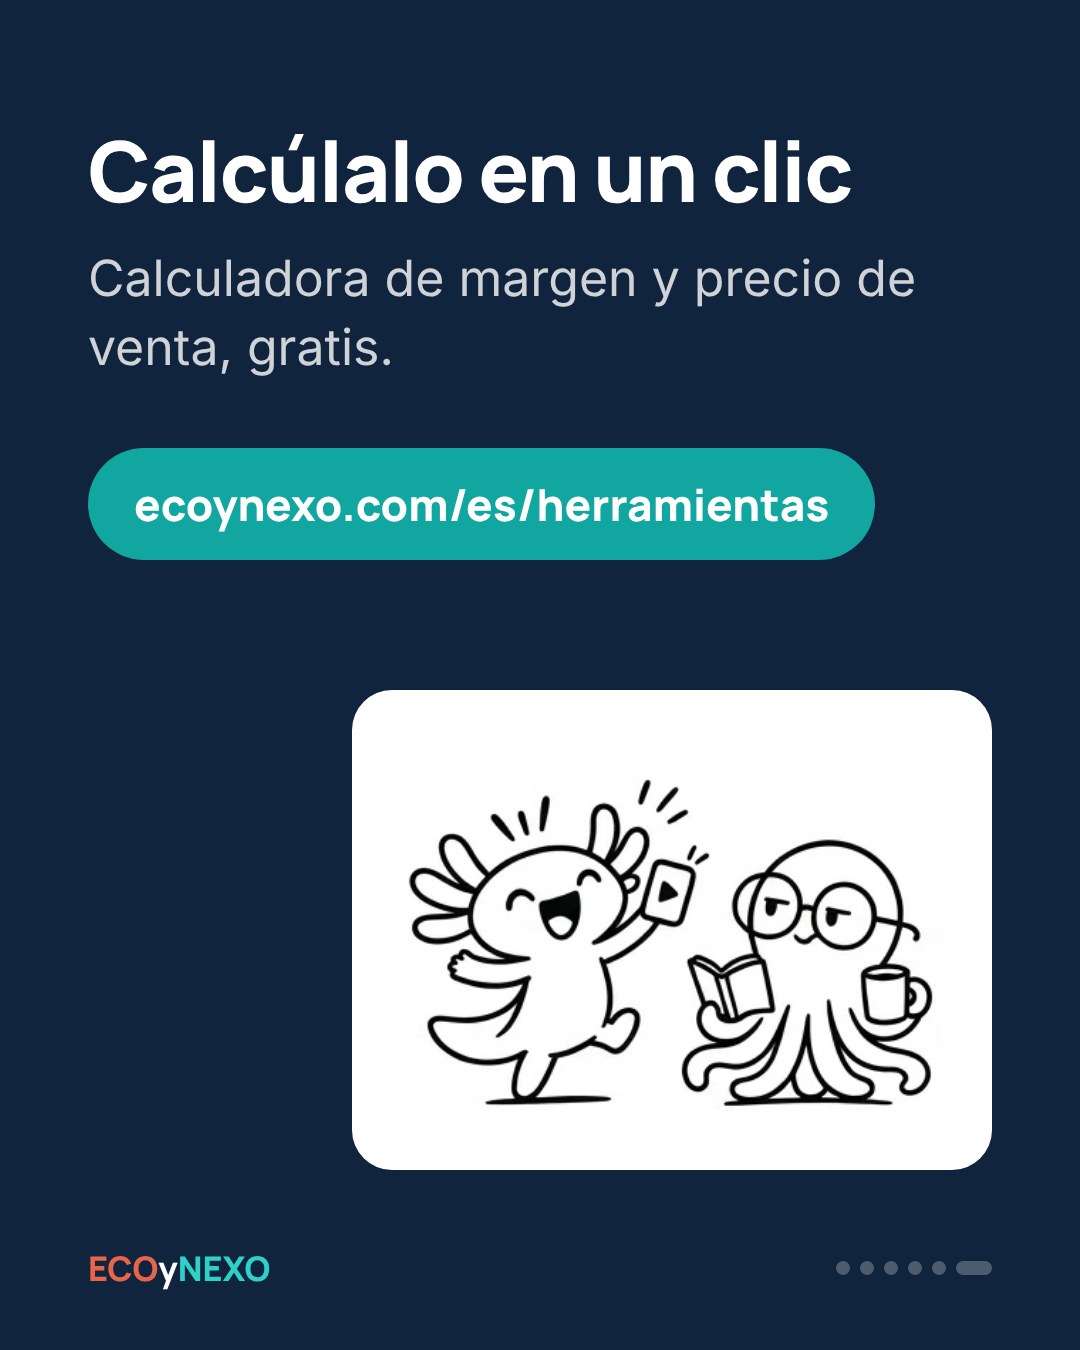 Calcúlalo en un clic
Calculadora de margen y precio de
venta, gratis.
ecoynexo.com/es/herramientas
ECOyNEXO